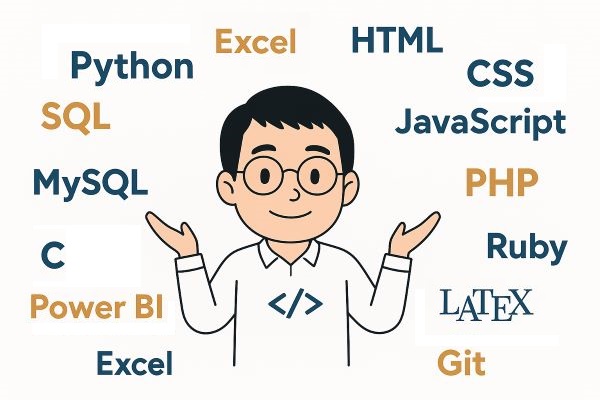 Excel
HTML
Python
CSS
SQL
JavaScript
MySQL
PHP
C
Ruby
Power BI
</>
LATEX
Excel
Git